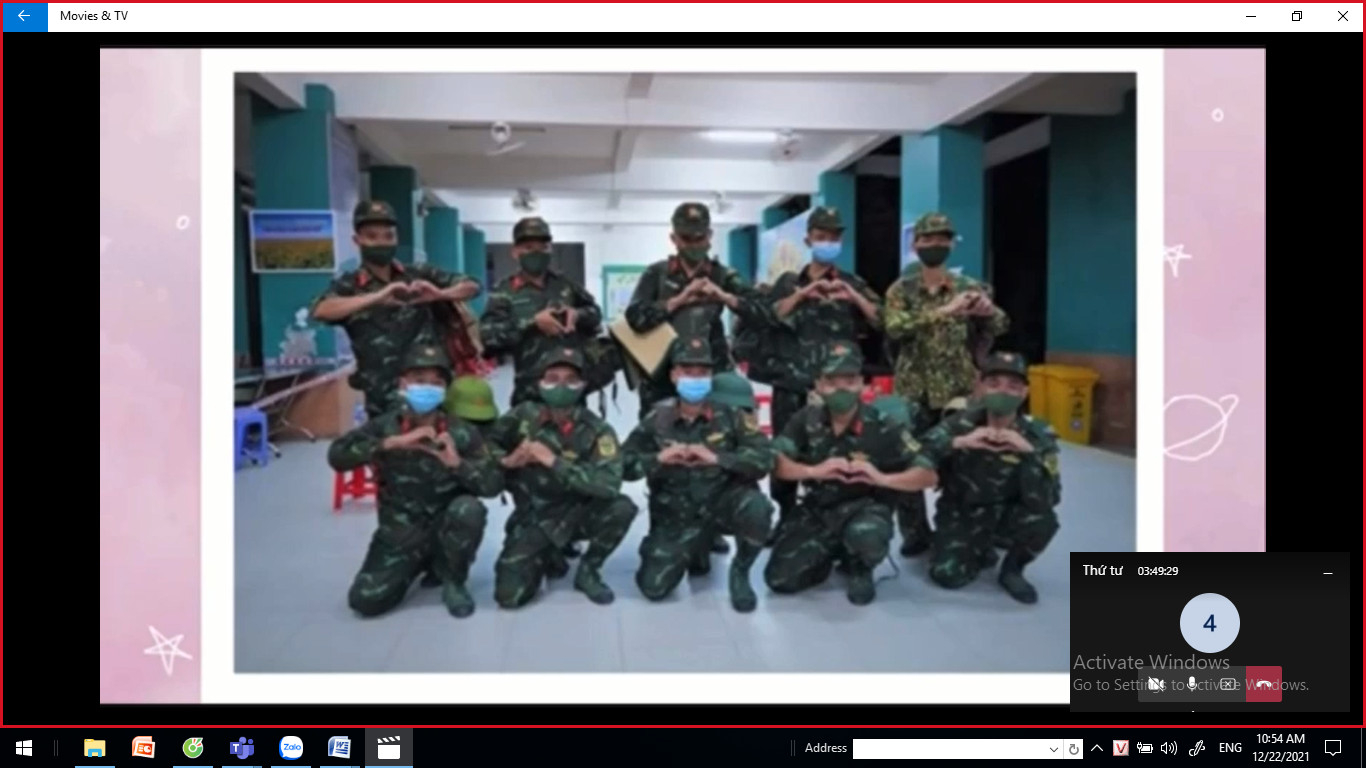 Movies & TV
Thứ tư 03:49:29
4
Activate Windows
Go to Settings to activate Windows.
Address
Zalo
V
ENG
10:54 AM
12/22/2021